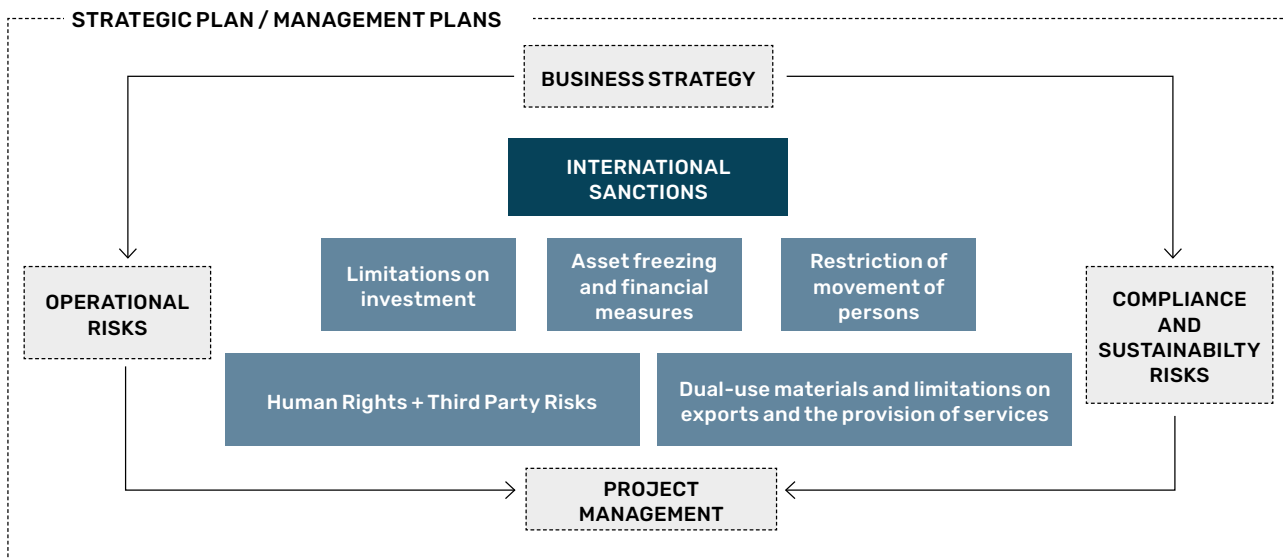 STRATEGIC PLAN / MANAGEMENT PLANS
BUSINESS STRATEGY
INTERNATIONAL
SANCTIONS
Limitations on
investment
Asset freezing
and financial
measures
Restriction of
movement of
persons
OPERATIONAL
RISKS
COMPLIANCE
AND
SUSTAINABILTY
RISKS
Human Rights + Third Party Risks
Dual-use materials and limitations on
exports and the provision of services
PROJECT
MANAGEMENT